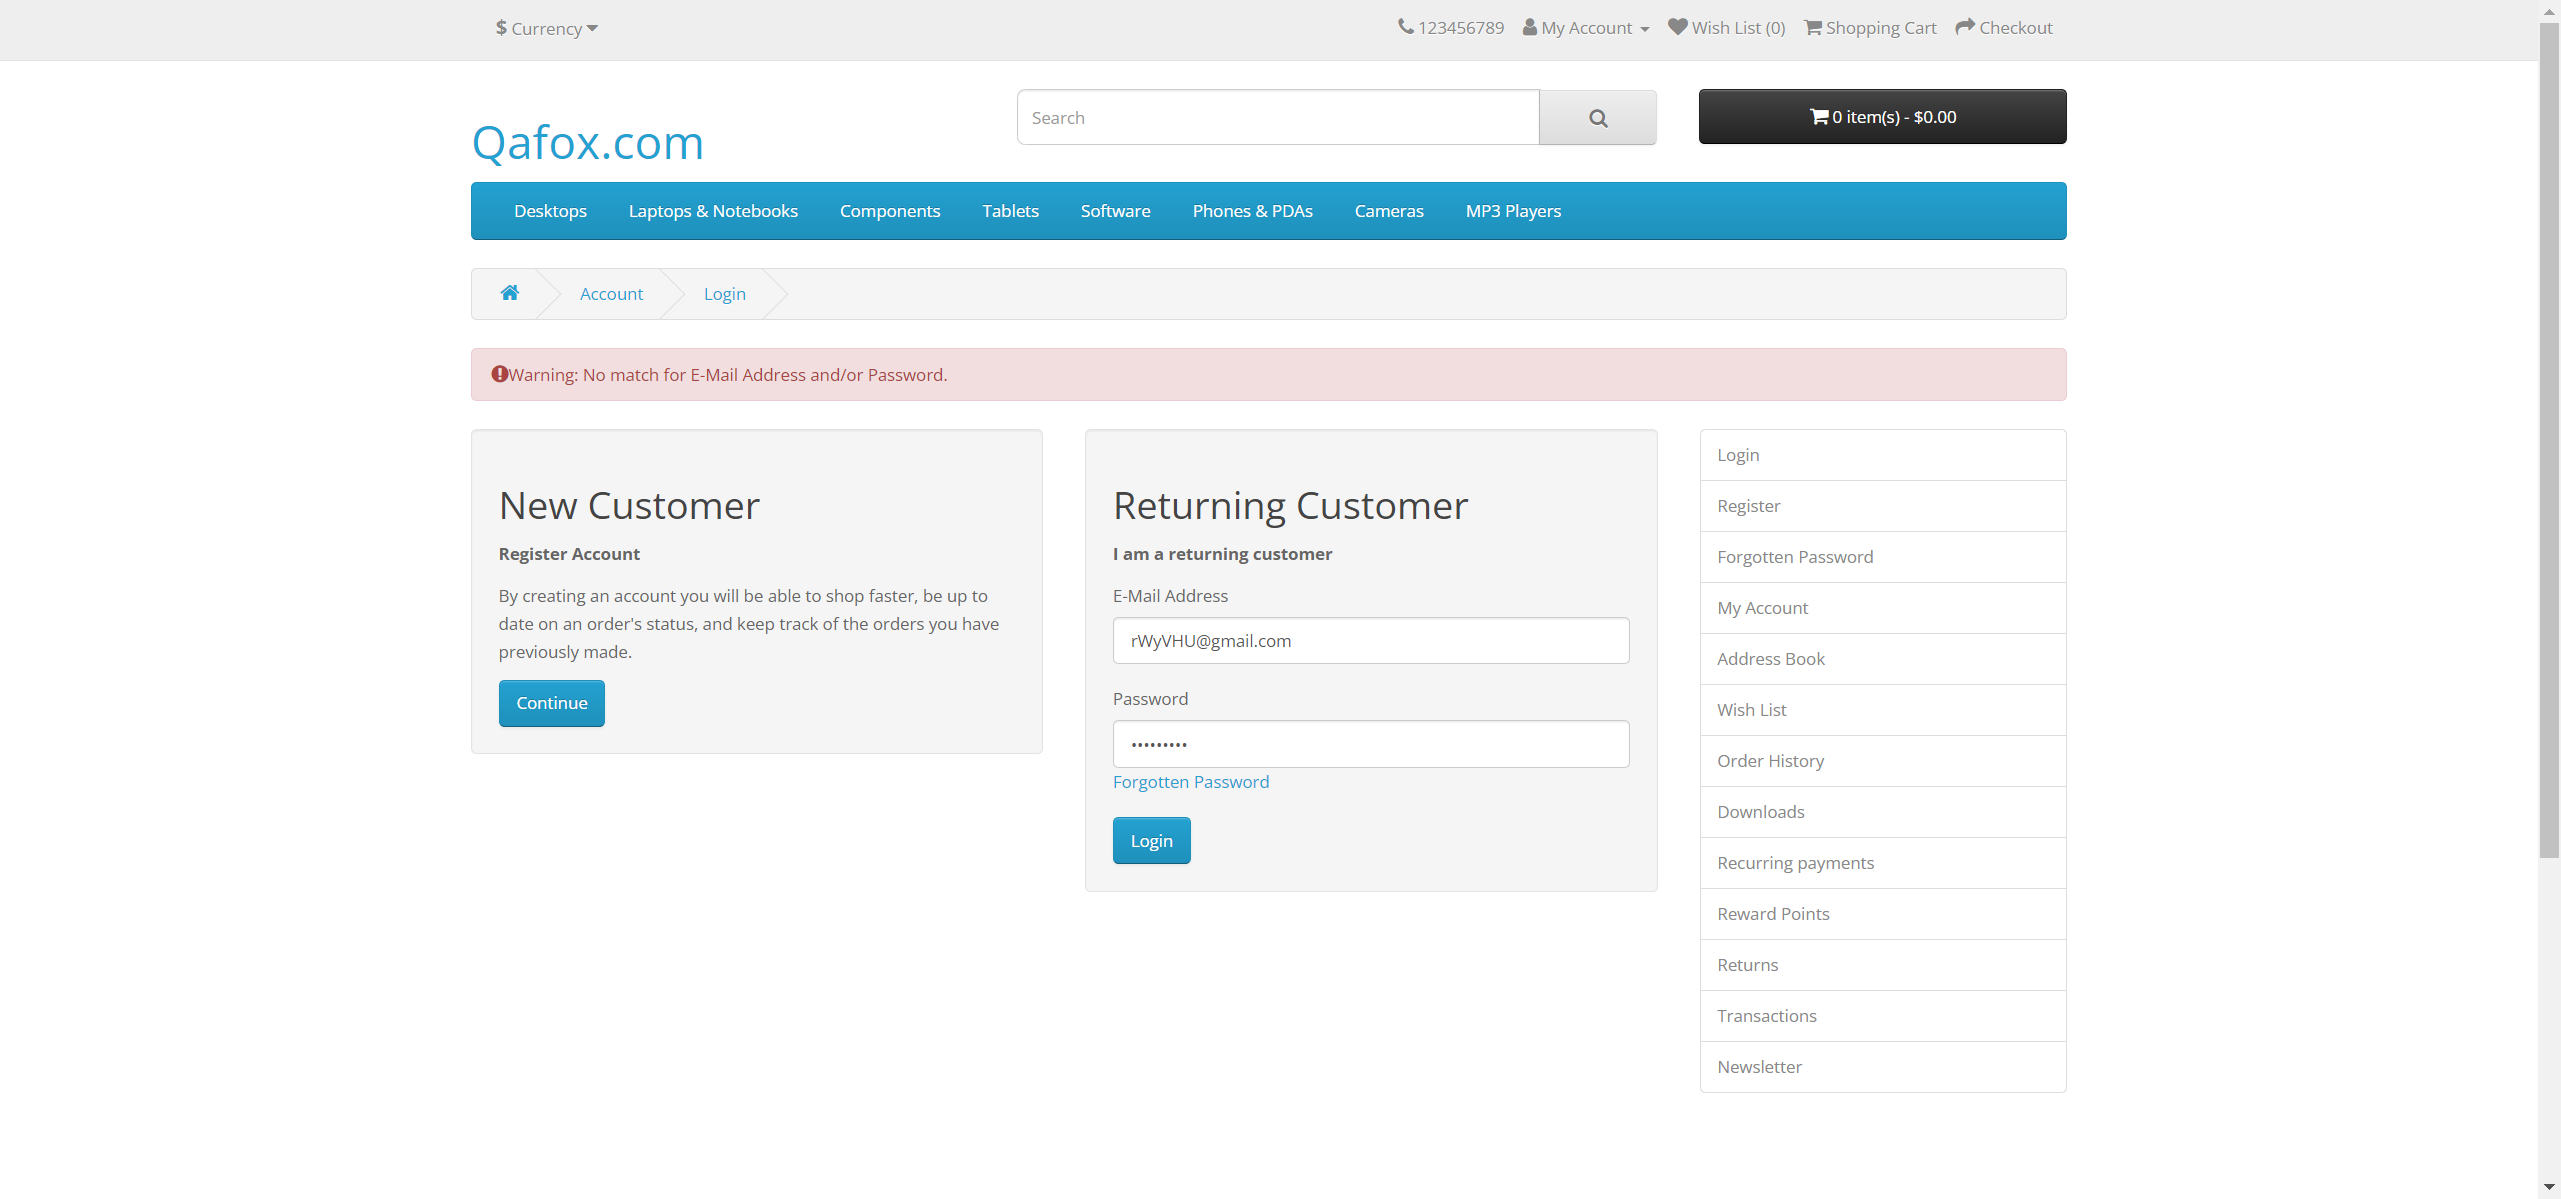 $ Currency
123456789 My Account Wish List (0) Shopping Cart Checkout
Qafox.com
Search
0 item(s) - $0.00
Desktops Laptops & Notebooks Components Tablets Software Phones & PDAs Cameras MP3 Players
Account Login
Warning: No match for E-Mail Address and/or Password.
New Customer
Register Account
By creating an account you will be able to shop faster, be up to
date on an order's status, and keep track of the orders you have
previously made.
Continue
Returning Customer
I am a returning customer
E-Mail Address
rWyVHU@gmail.com
Password
•••••••••
Forgotten Password
Login
Login
Register
Forgotten Password
My Account
Address Book
Wish List
Order History
Downloads
Recurring payments
Reward Points
Returns
Transactions
Newsletter